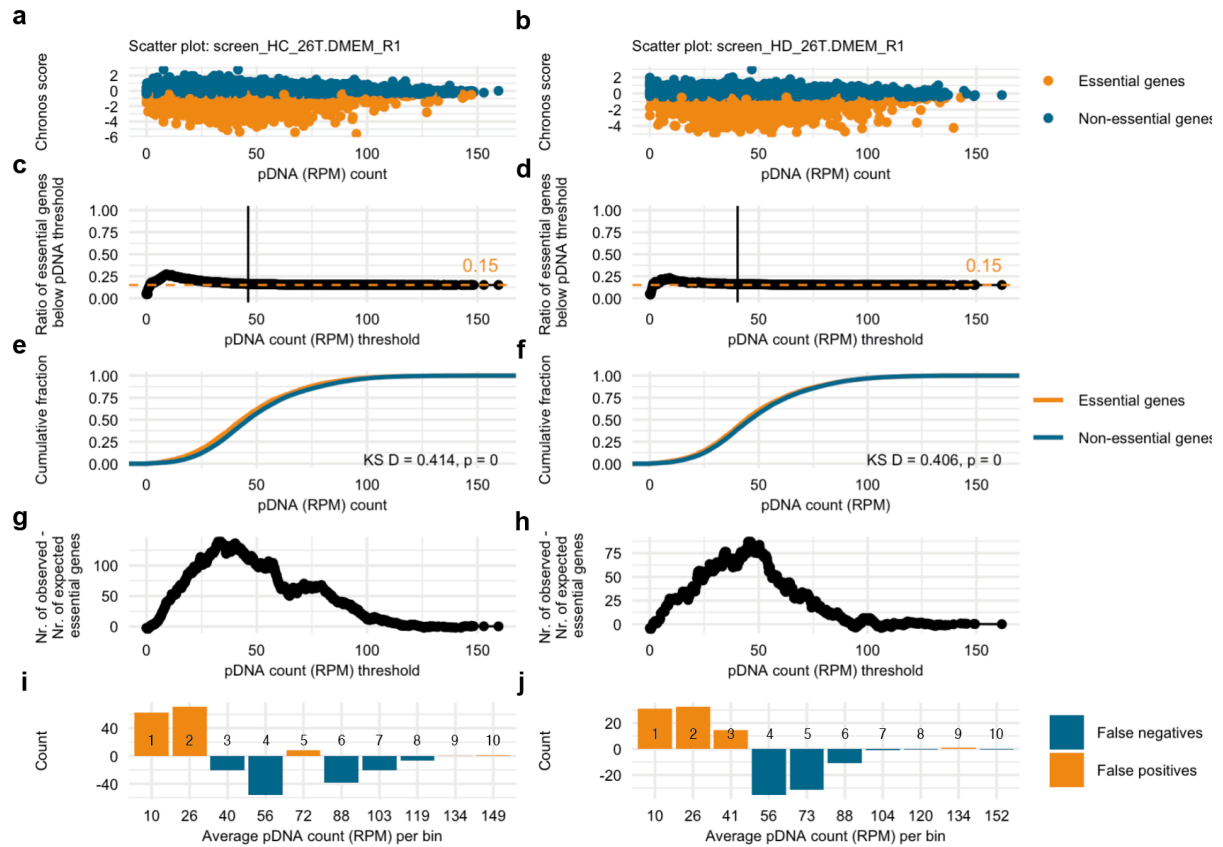 a
b
Scatter plot: screen_HC_26T.DMEM_R1
Scatter plot: screen_HD_26T.DMEM_R1
Chronos score
2
0
-2
-4
-6
0
50
100
150
pDNA (RPM) count
Chronos score
2
0
-2
-4
0
50
100
150
pDNA (RPM) count
Essential genes
Non-essential genes
c
d
Ratio of essential genes
below pDNA threshold
1.00
0.75
0.50
0.25
0.00
0.15
0
50
100
150
pDNA count (RPM) threshold
Ratio of essential genes
below pDNA threshold
1.00
0.75
0.50
0.25
0.00
0.15
0
50
100
150
pDNA count (RPM) threshold
e
f
Cumulative fraction
1.00
0.75
0.50
0.25
0.00
KS D = 0.414, p = 0
0
50
100
150
pDNA (RPM) count
Cumulative fraction
1.00
0.75
0.50
0.25
0.00
KS D = 0.406, p = 0
0
50
100
150
pDNA (RPM)
Essential genes
Non-essential genes
g
h
Nr. of observed -
Nr. of expected
essential genes
100
50
0
0
50
100
150
pDNA count (RPM) threshold
Nr. of observed -
Nr. of expected
essential genes
75
50
25
0
0
50
100
150
pDNA count (RPM) threshold
i
j
Count
40
0
-40
1 2 3 4 5 6 7 8 9 10
10 26 40 56 72 88 103 119 134 149
Average pDNA count (RPM) per bin
Count
20
0
-20
1 2 3 4 5 6 7 8 9 10
10 26 41 56 73 88 104 120 134 152
Average pDNA count (RPM) per bin
False negatives
False positives